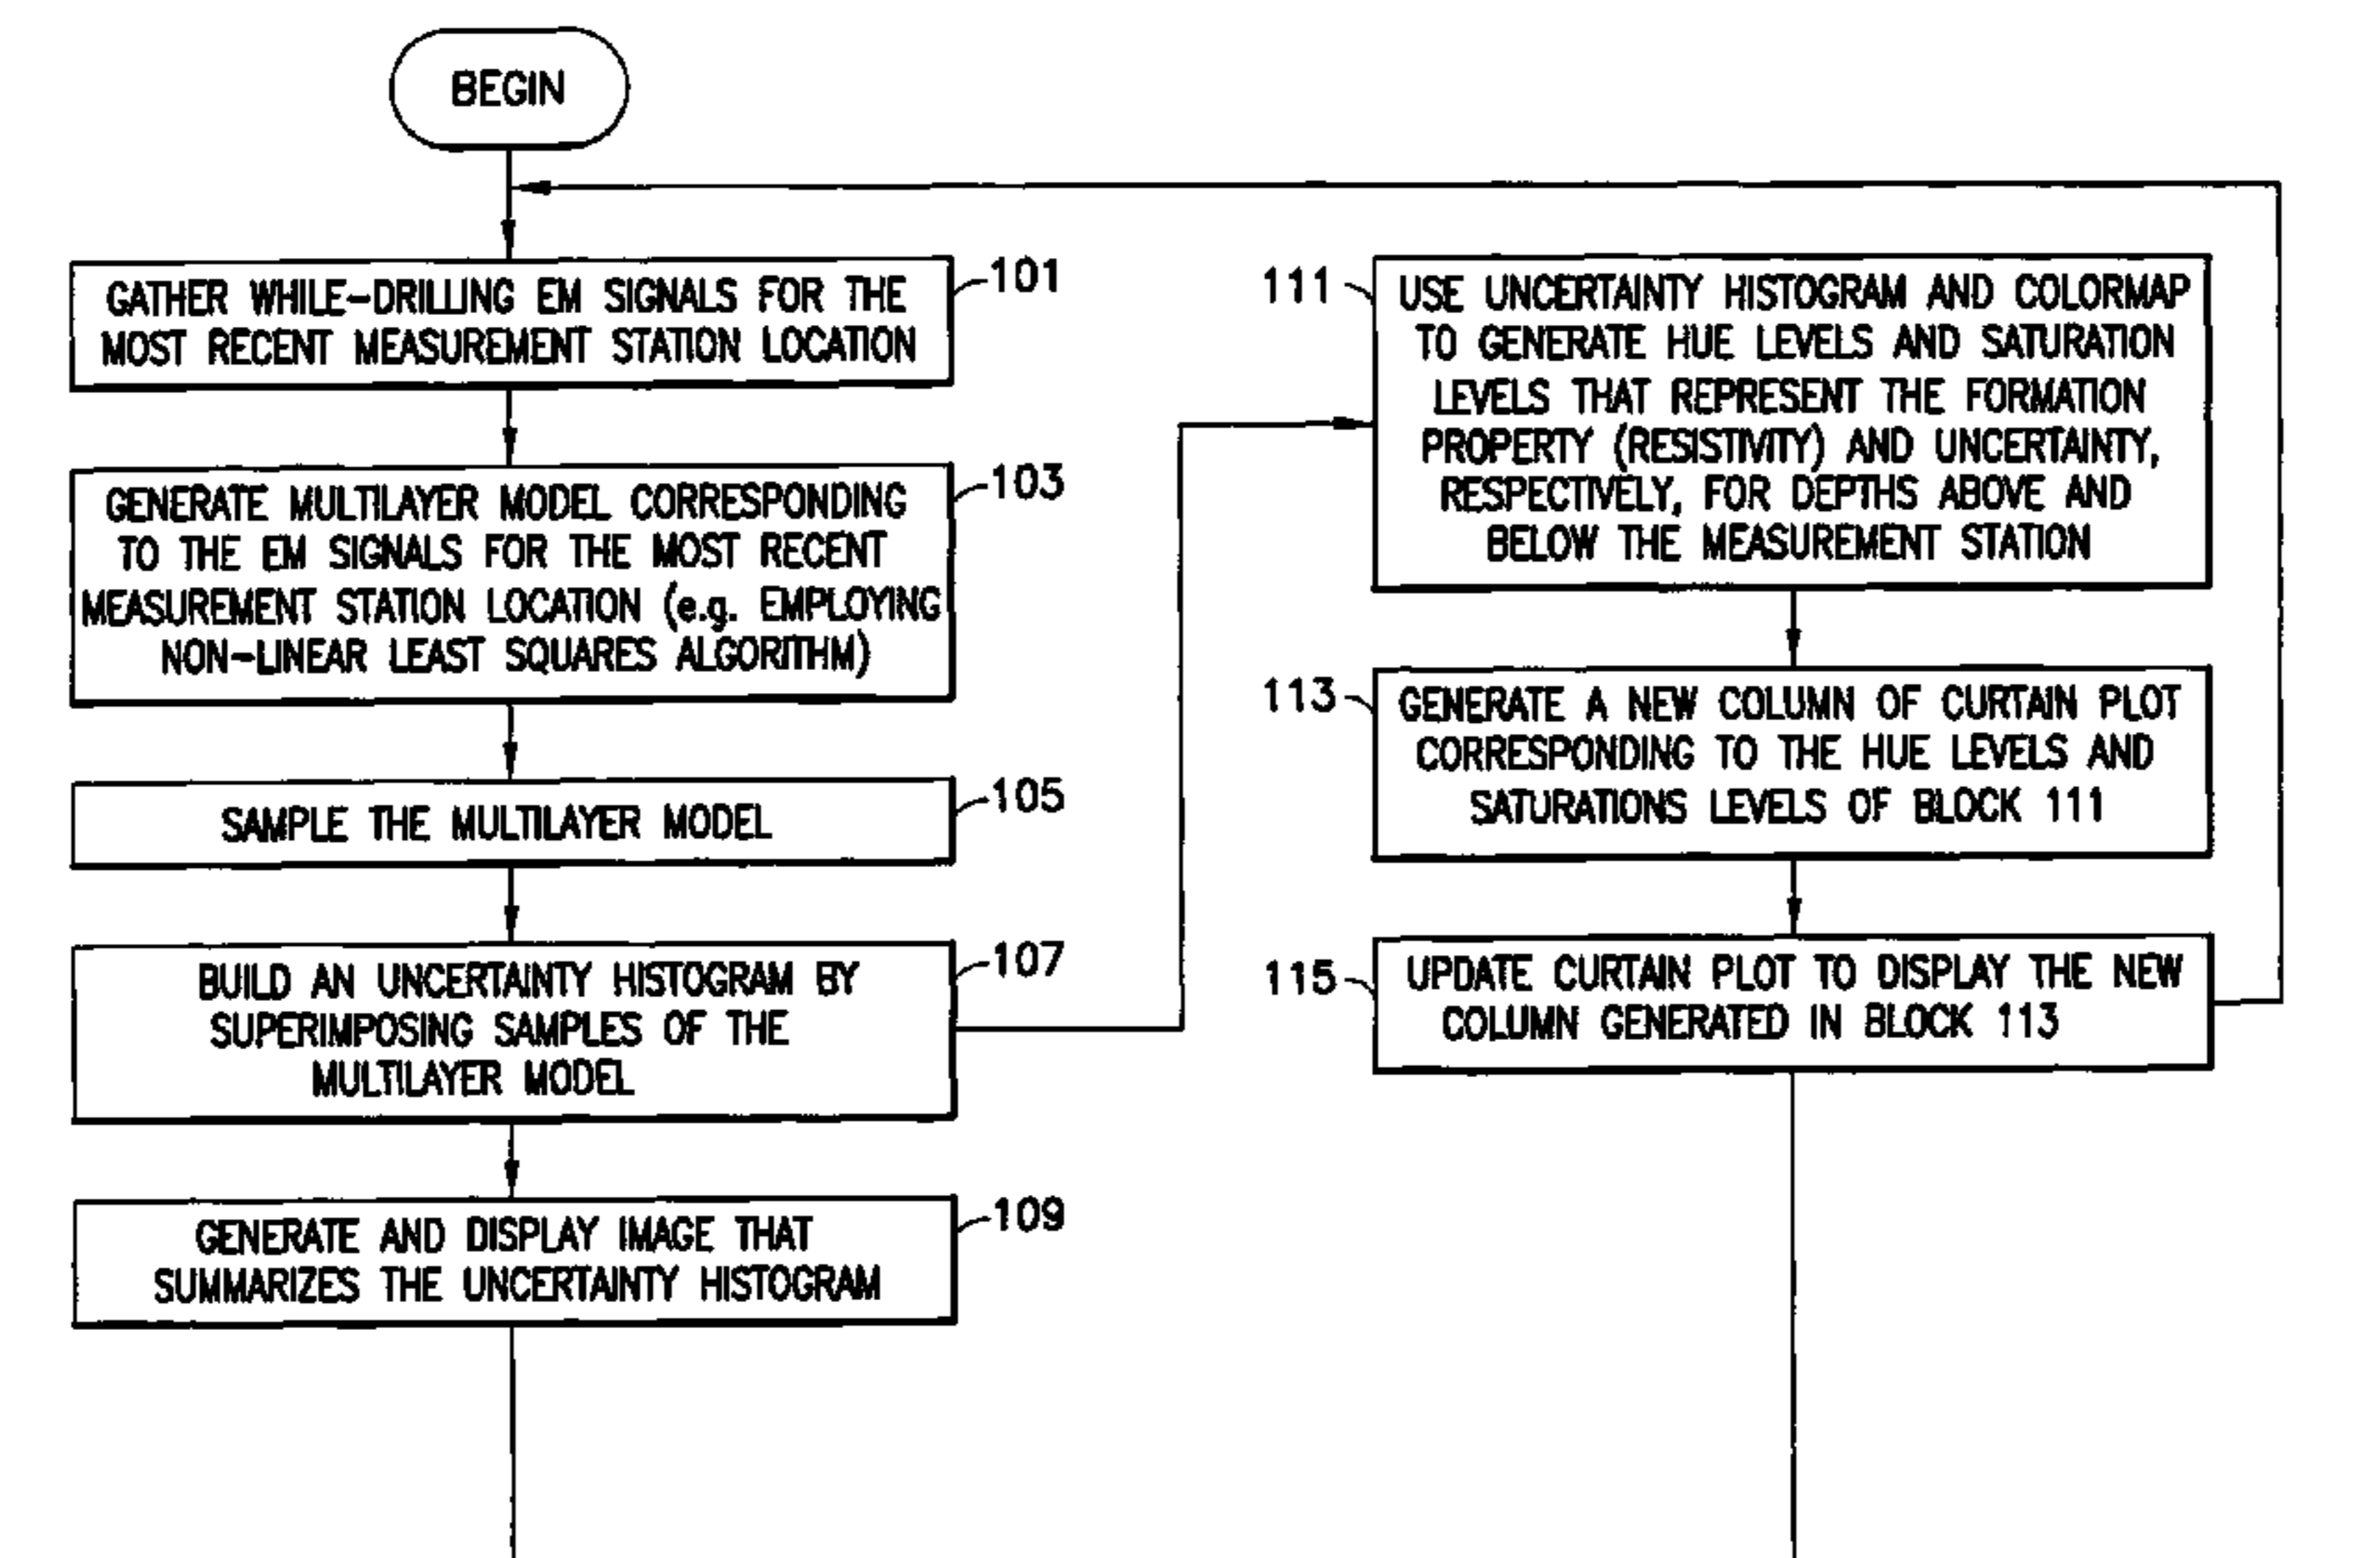 BEGIN
GATHER WHILE-DRILLING EM SIGNALS FOR THE
MOST RECENT MEASUREMENT STATION LOCATION
101
GENERATE MULTILAYER MODEL CORRESPONDING
TO THE EM SIGNALS FOR THE MOST RECENT
MEASUREMENT STATION LOCATION (e.g. EMPLOYING
NON-LINEAR LEAST SQUARES ALGORITHM)
103
SAMPLE THE MULTILAYER MODEL
105
BUILD AN UNCERTAINTY HISTOGRAM BY
SUPERIMPOSING SAMPLES OF THE
MULTILAYER MODEL
107
GENERATE AND DISPLAY IMAGE THAT
SUMMARIZES THE UNCERTAINTY HISTOGRAM
109
111
USE UNCERTAINTY HISTOGRAM AND COLORMAP
TO GENERATE HUE LEVELS AND SATURATION
LEVELS THAT REPRESENT THE FORMATION
PROPERTY (RESISTIVITY) AND UNCERTAINTY,
RESPECTIVELY, FOR DEPTHS ABOVE AND
BELOW THE MEASUREMENT STATION
113
GENERATE A NEW COLUMN OF CURTAIN PLOT
CORRESPONDING TO THE HUE LEVELS AND
SATURATIONS LEVELS OF BLOCK 111
115
UPDATE CURTAIN PLOT TO DISPLAY THE NEW
COLUMN GENERATED IN BLOCK 113